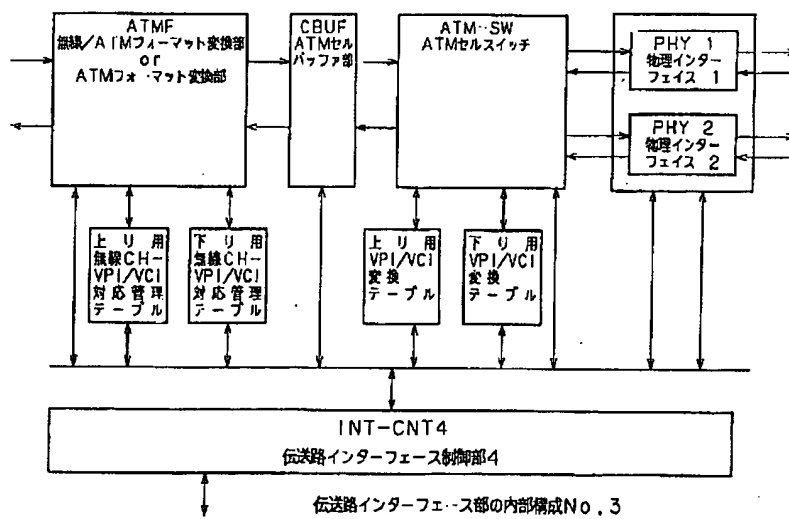 ATMF
無線/ATMフォーマット変換部
or
ATMフォーマット変換部
CBUF
ATMセル
バッファ部
ATM-SW
ATMセルスイッチ
PHY 1
物理インター
フェイス 1
PHY 2
物理インター
フェイス 2
上り用
無線CH-
VPI/VCI
対応管理
テーブル
下り用
無線CH-
VPI/VCI
対応管理
テーブル
上り用
VPI/VCI
変換
テーブル
下り用
VPI/VCI
変換
テーブル
INT-CNT4
伝送路インターフェース制御部4
伝送路インターフェース部の内部構成No.3